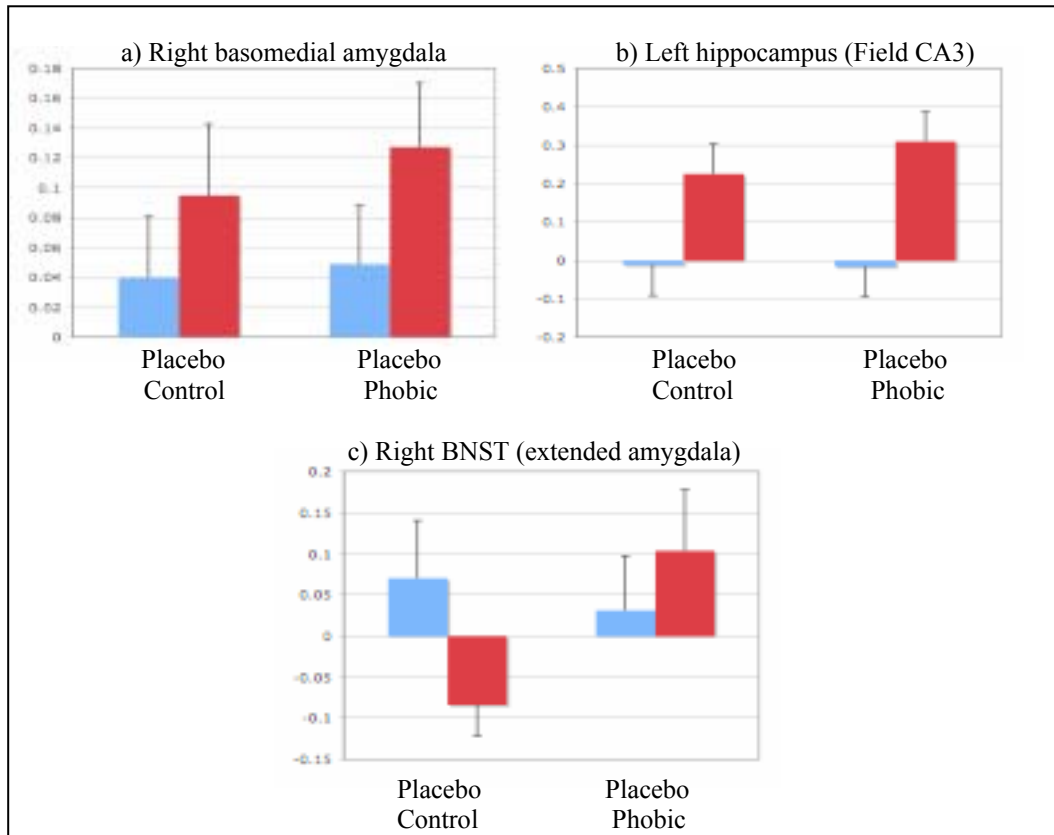 a) Right basomedial amygdala
0.18
0.16
0.14
0.12
0.1
0.08
0.06
0.04
0.02
0
Placebo
Control
Placebo
Phobic
b) Left hippocampus (Field CA3)
0.5
0.4
0.3
0.2
0.1
0
-0.1
-0.2
Placebo
Control
Placebo
Phobic
c) Right BNST (extended amygdala)
0.2
0.15
0.1
0.05
0
-0.05
-0.1
-0.15
Placebo
Control
Placebo
Phobic